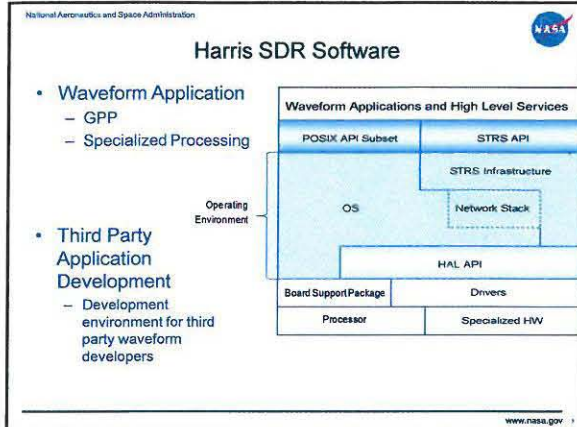 National Aeronautics and Space Administration
NASA
Harris SDR Software
• Waveform Application
– GPP
– Specialized Processing
• Third Party
Application
Development
– Development
environment for third
party waveform
developers
Waveform Applications and High Level Services
POSIX API Subset
STRS API
STRS Infrastructure
Operating
Environment
OS
Network Stack
HAL API
Board Support Package
Drivers
Processor
Specialized HW
www.nasa.gov